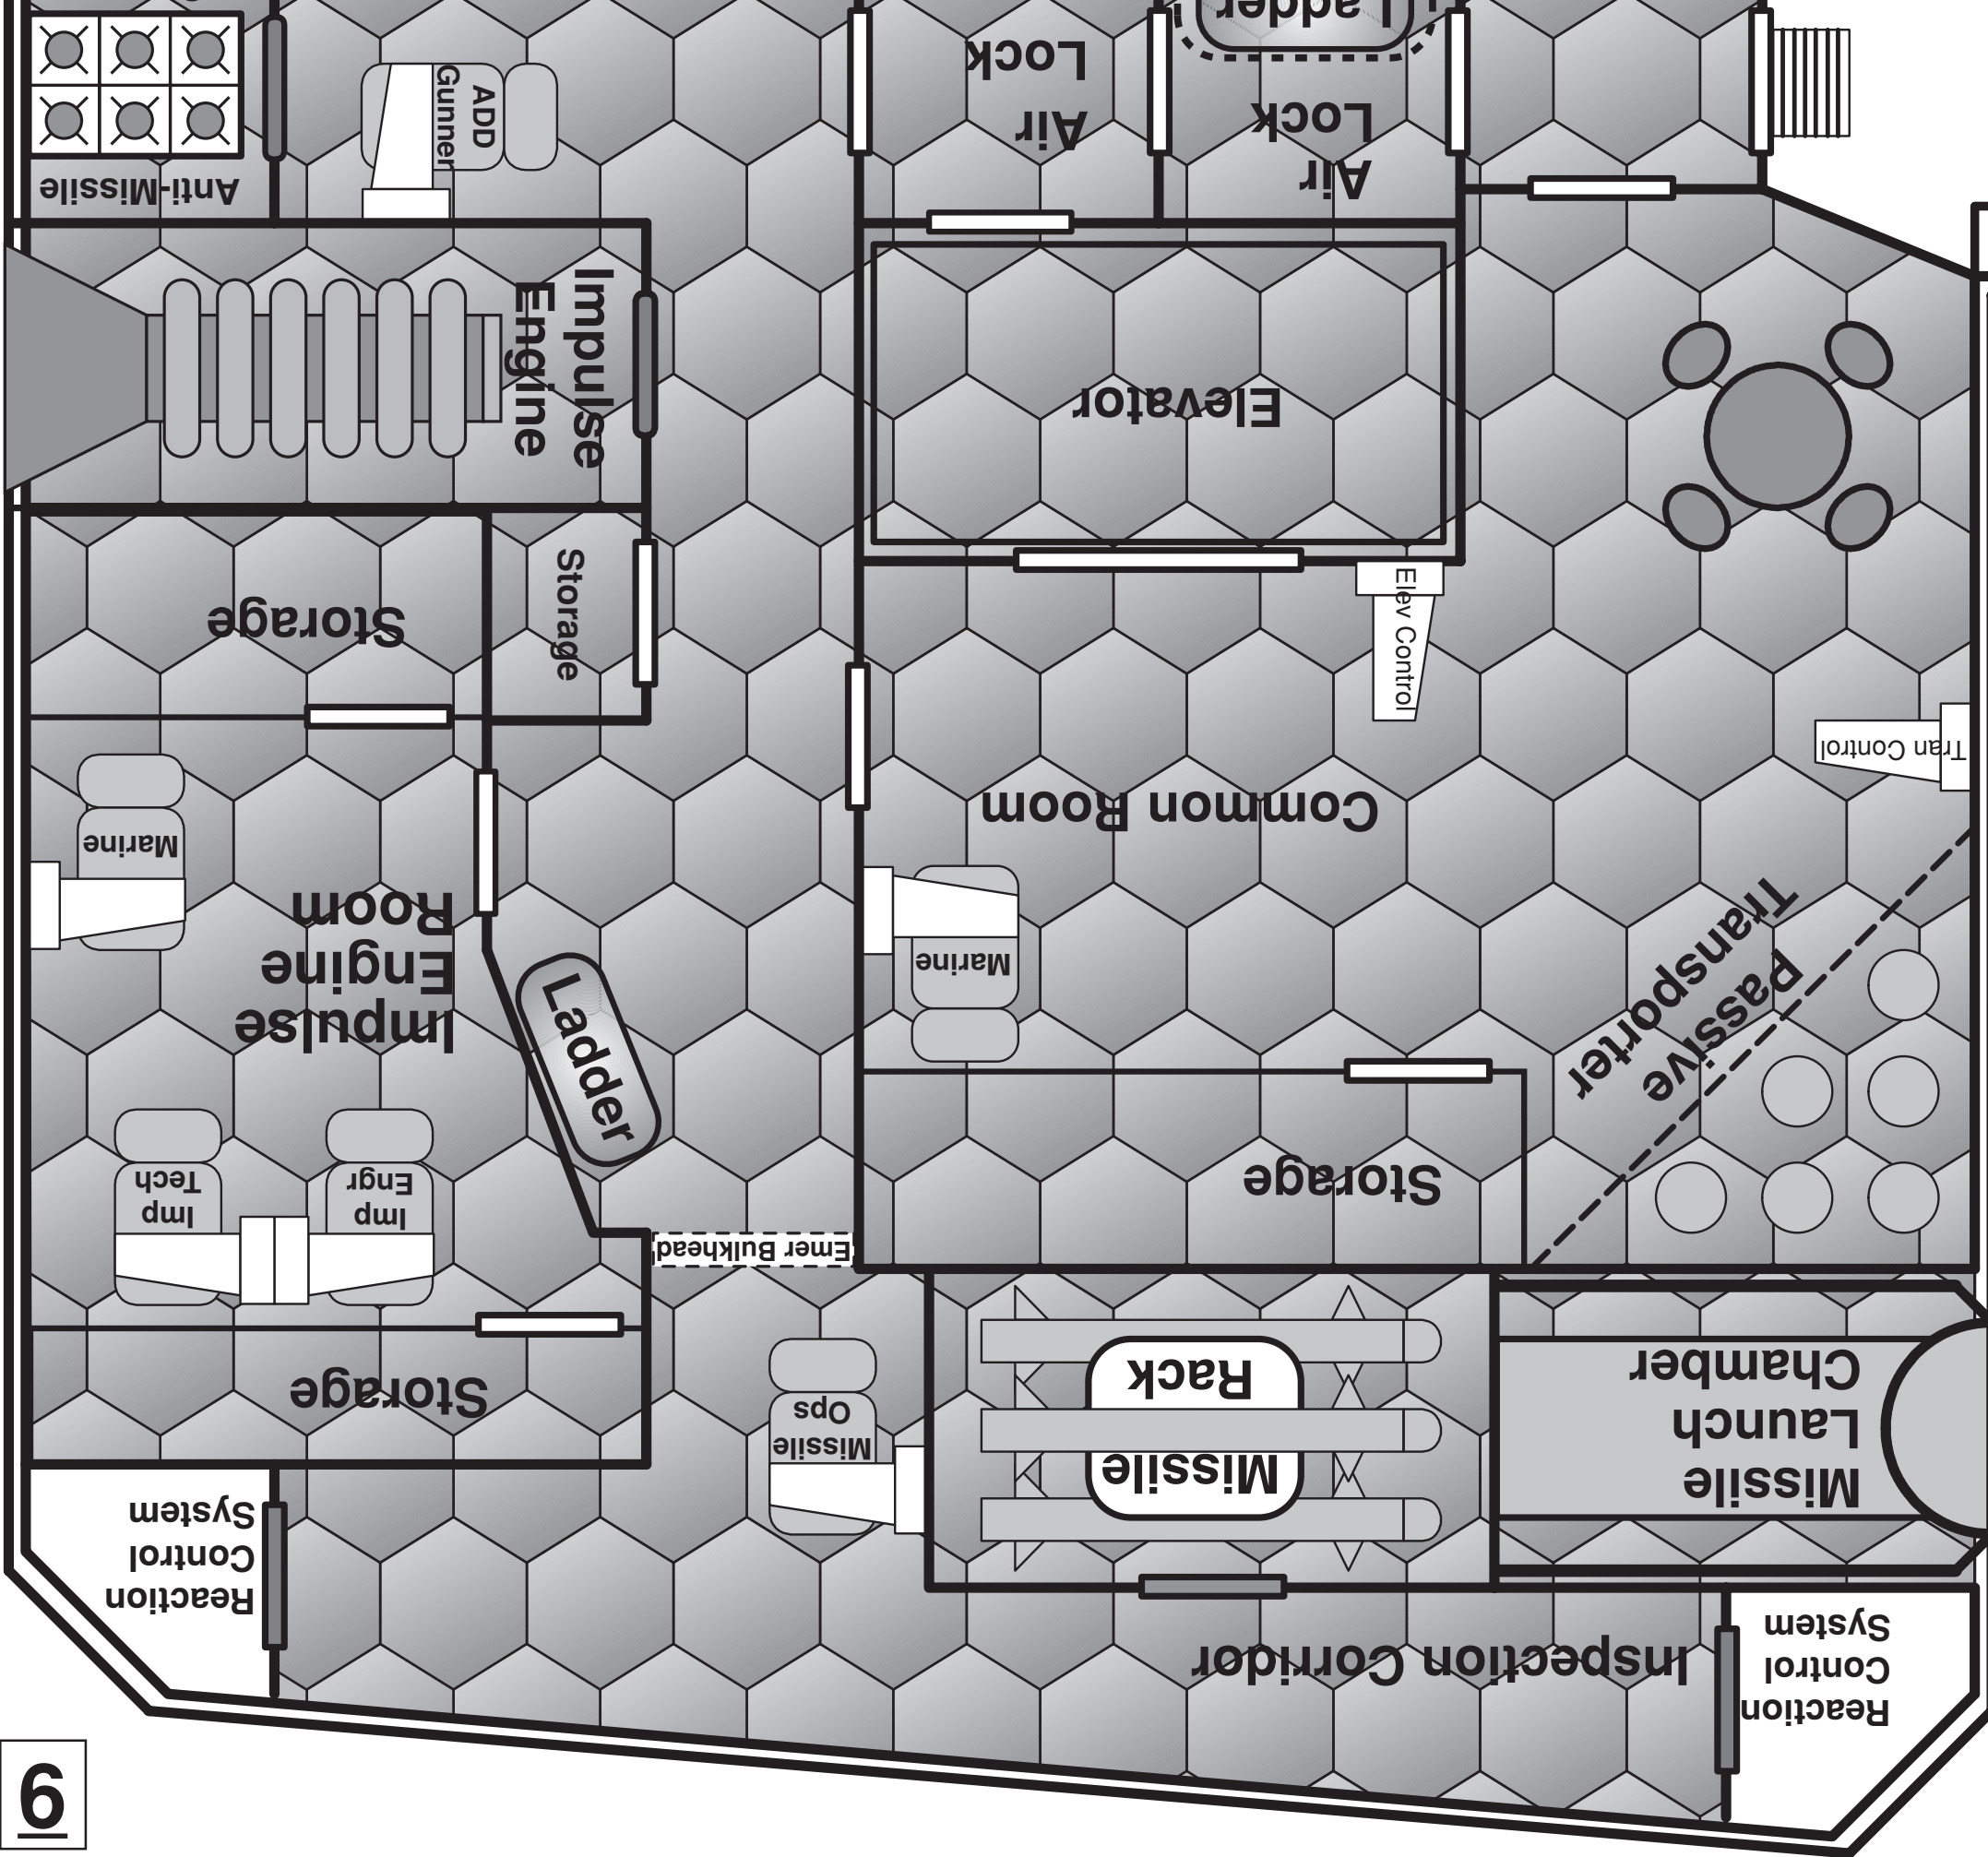 9
Inspection Corridor
Reaction
Control
System
Reaction
Control
System
Missile
Launch
Chamber
Missile
Rack
Missile
Ops
Storage
Emer Bulkhead
Storage
Imp
Engr
Imp
Tech
Passive
Transporter
Ladder
Impulse
Engine
Room
Marine
Marine
Common Room
Tran Control
Elev Control
Storage
Storage
Elevator
Impulse
Engine
Air
Lock
Air
Lock
Ladder
ADD
Gunner
Anti-Missile